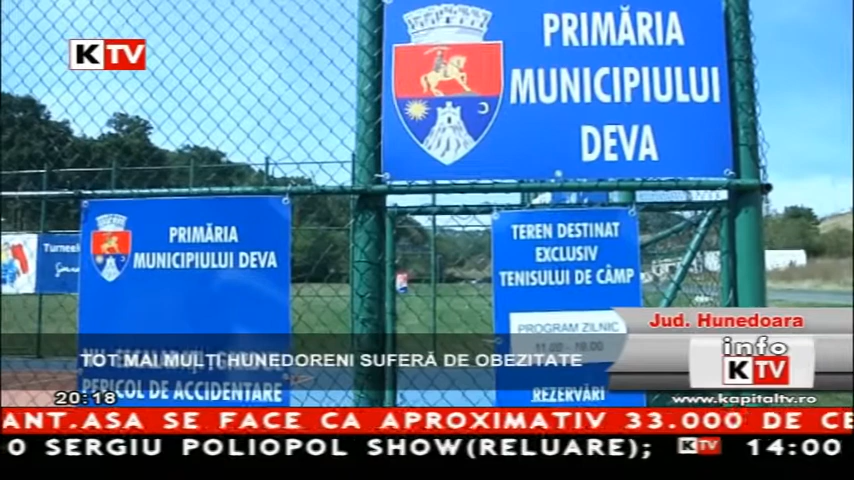 KTV
PRIMĂRIA
MUNICIPIULUI
DEVA
PRIMĂRIA
MUNICIPIULUI DEVA
TEREN DESTINAT
EXCLUSIV
TENISULUI DE CÂMP
PROGRAM ZILNIC
PERICOL DE ACCIDENTARE
REZERVĂRI
Jud. Hunedoara
TOT MAI MULȚI HUNEDORENI SUFERĂ DE OBEZITATE
info
KTV
20:18
www.kapitaltv.ro
ANT.ASA SE FACE CA APROXIMATIV 33.000 DE CE
0 SERGIU POLIOPOL SHOW(RELUARE); KTV 14:00